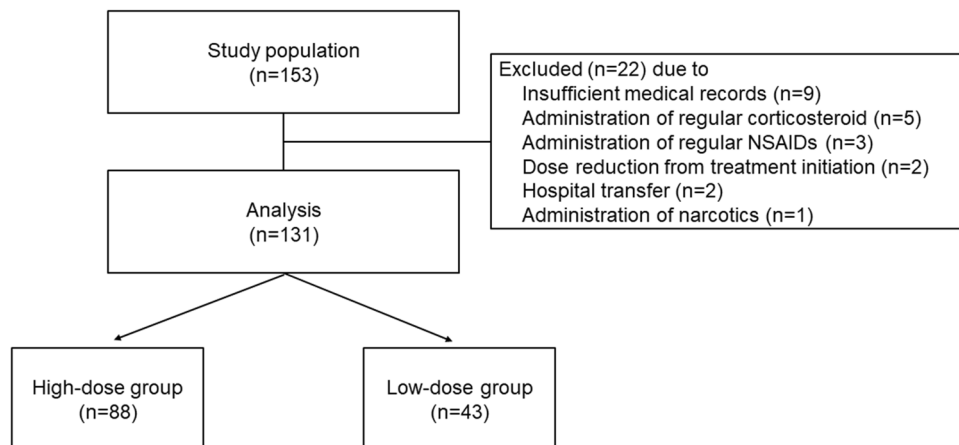 Study population
(n=153)
Excluded (n=22) due to
Insufficient medical records (n=9)
Administration of regular corticosteroid (n=5)
Administration of regular NSAIDs (n=3)
Dose reduction from treatment initiation (n=2)
Hospital transfer (n=2)
Administration of narcotics (n=1)
Analysis
(n=131)
High-dose group
(n=88)
Low-dose group
(n=43)